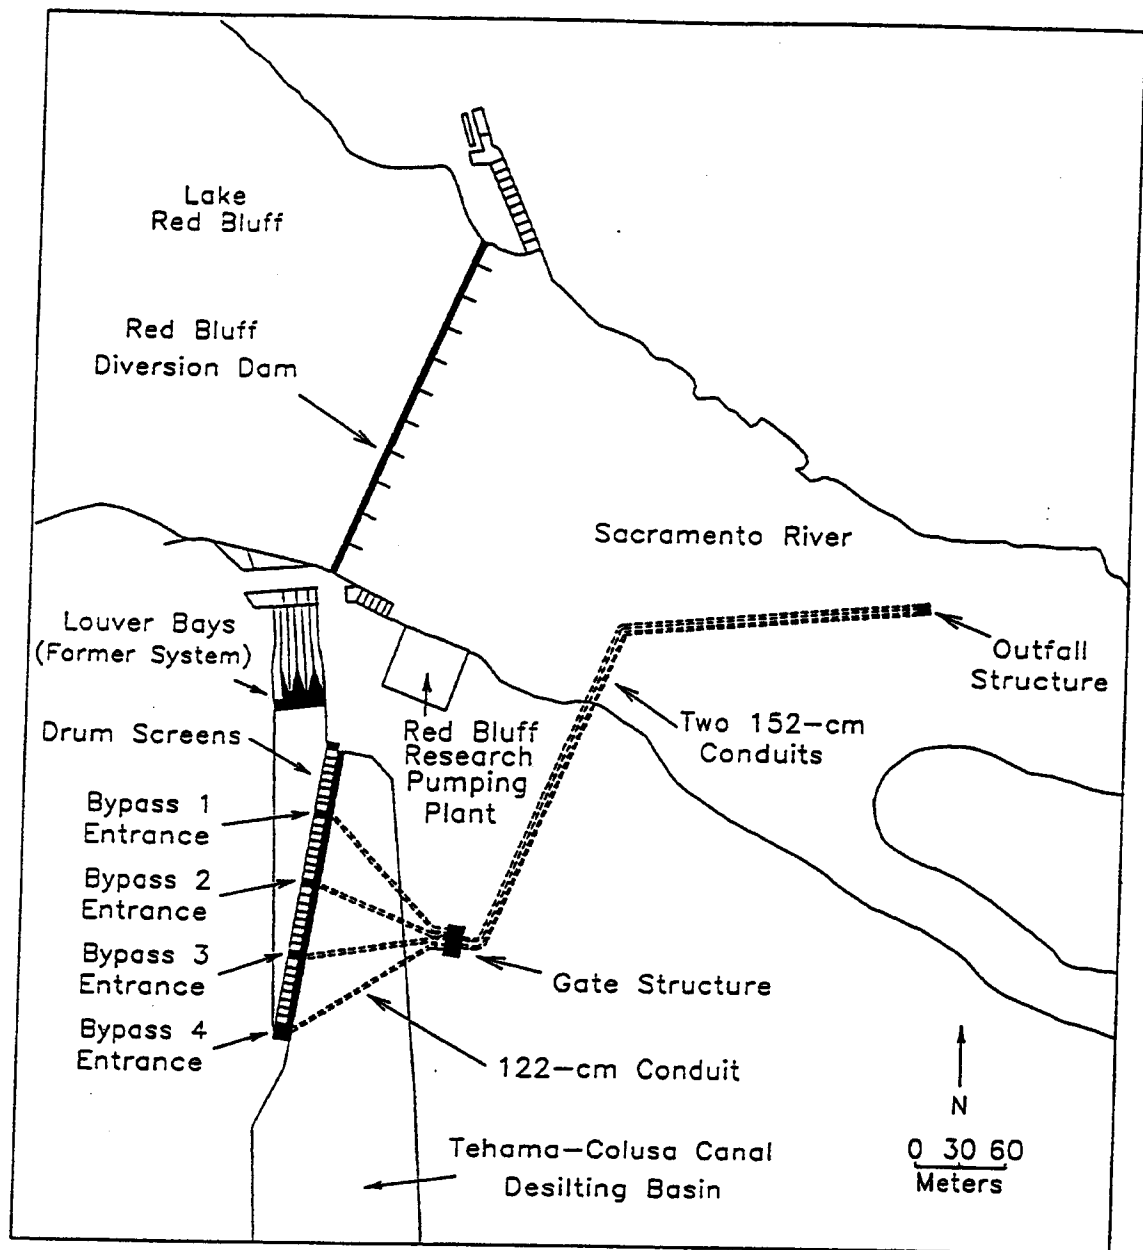 Lake
Red Bluff
Red Bluff
Diversion Dam
Sacramento River
Louver Bays
(Former System)
Outfall
Structure
Two 152-cm
Conduits
Drum Screens
Red Bluff
Research
Pumping
Plant
Bypass 1
Entrance
Bypass 2
Entrance
Bypass 3
Entrance
Gate Structure
Bypass 4
Entrance
122-cm Conduit
N
0 30 60
Meters
Tehama-Colusa Canal
Desilting Basin